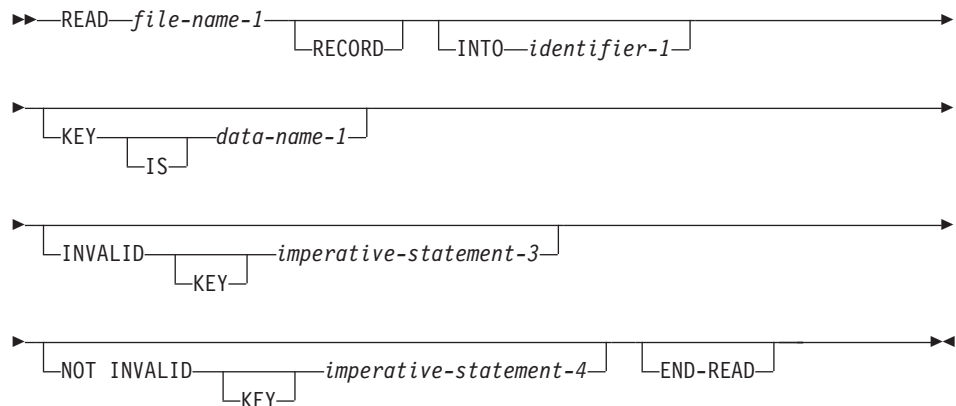 READ file-name-1
RECORD INTO identifier-1
KEY data-name-1
IS
INVALID imperative-statement-3
KEY
NOT INVALID imperative-statement-4 END-READ
KEY